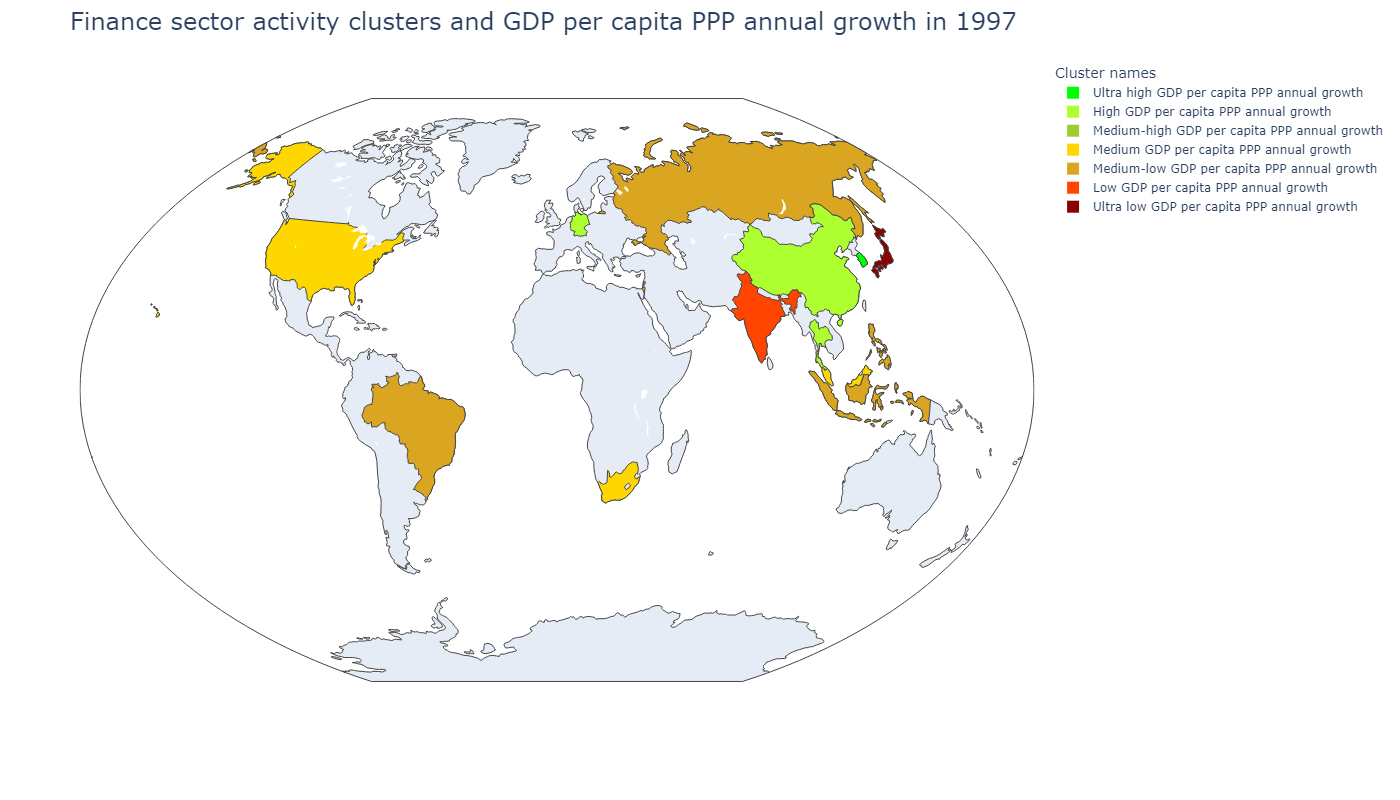 Finance sector activity clusters and GDP per capita PPP annual growth in 1997
Cluster names
Ultra high GDP per capita PPP annual growth
High GDP per capita PPP annual growth
Medium-high GDP per capita PPP annual growth
Medium GDP per capita PPP annual growth
Medium-low GDP per capita PPP annual growth
Low GDP per capita PPP annual growth
Ultra low GDP per capita PPP annual growth